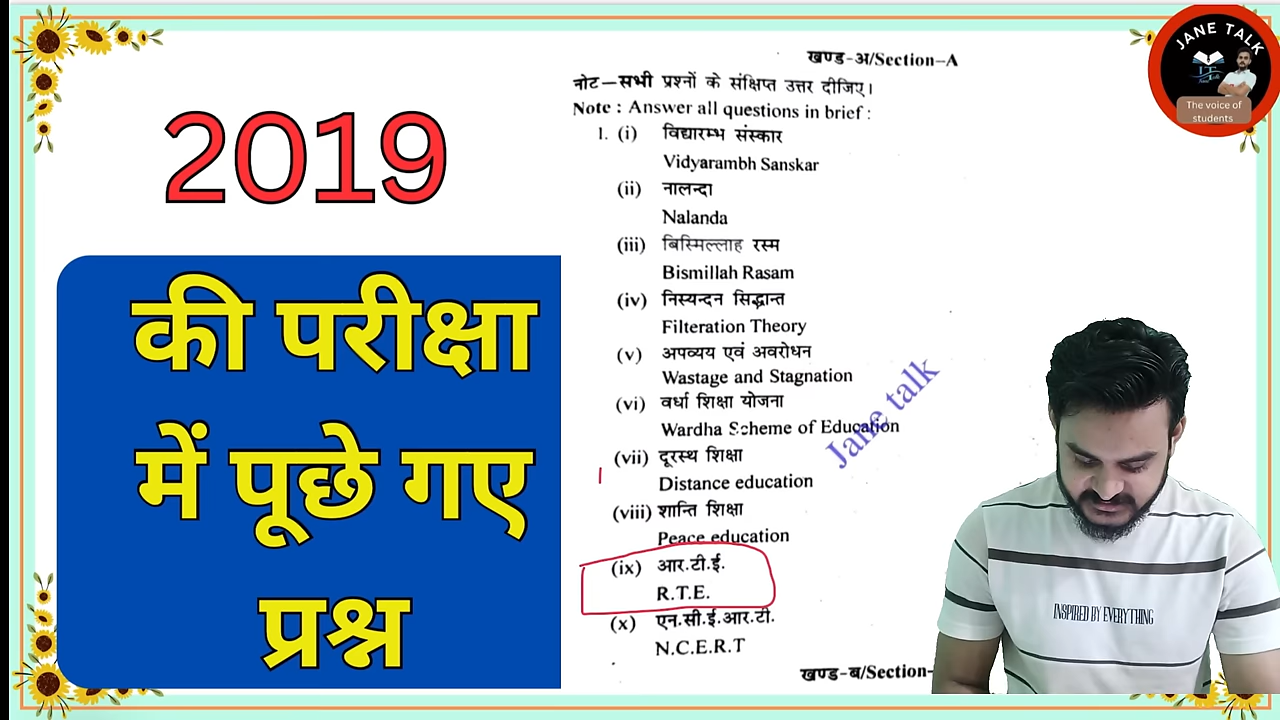 2019
की परीक्षा
में पूछे गए
प्रश्न
खण्ड-अ/Section–A
नोट—सभी प्रश्नों के संक्षिप्त उत्तर दीजिए।
Note : Answer all questions in brief :
1. (i) विद्यारम्भ संस्कार
Vidyarambh Sanskar
(ii) नालन्दा
Nalanda
(iii) बिस्मिल्लाह रस्म
Bismillah Rasam
(iv) निस्यन्दन सिद्धान्त
Filteration Theory
(v) अपव्यय एवं अवरोधन
Wastage and Stagnation
(vi) वर्धा शिक्षा योजना
Wardha Scheme of Education
(vii) दूरस्थ शिक्षा
Distance education
(viii) शान्ति शिक्षा
Peace education
(ix) आर.टी.ई.
R.T.E.
(x) एन.सी.ई.आर.टी.
N.C.E.R.T
खण्ड-ब/Section-
Jane talk
JANE TALK
The voice of
students
INSPIRED BY EVERYTHING